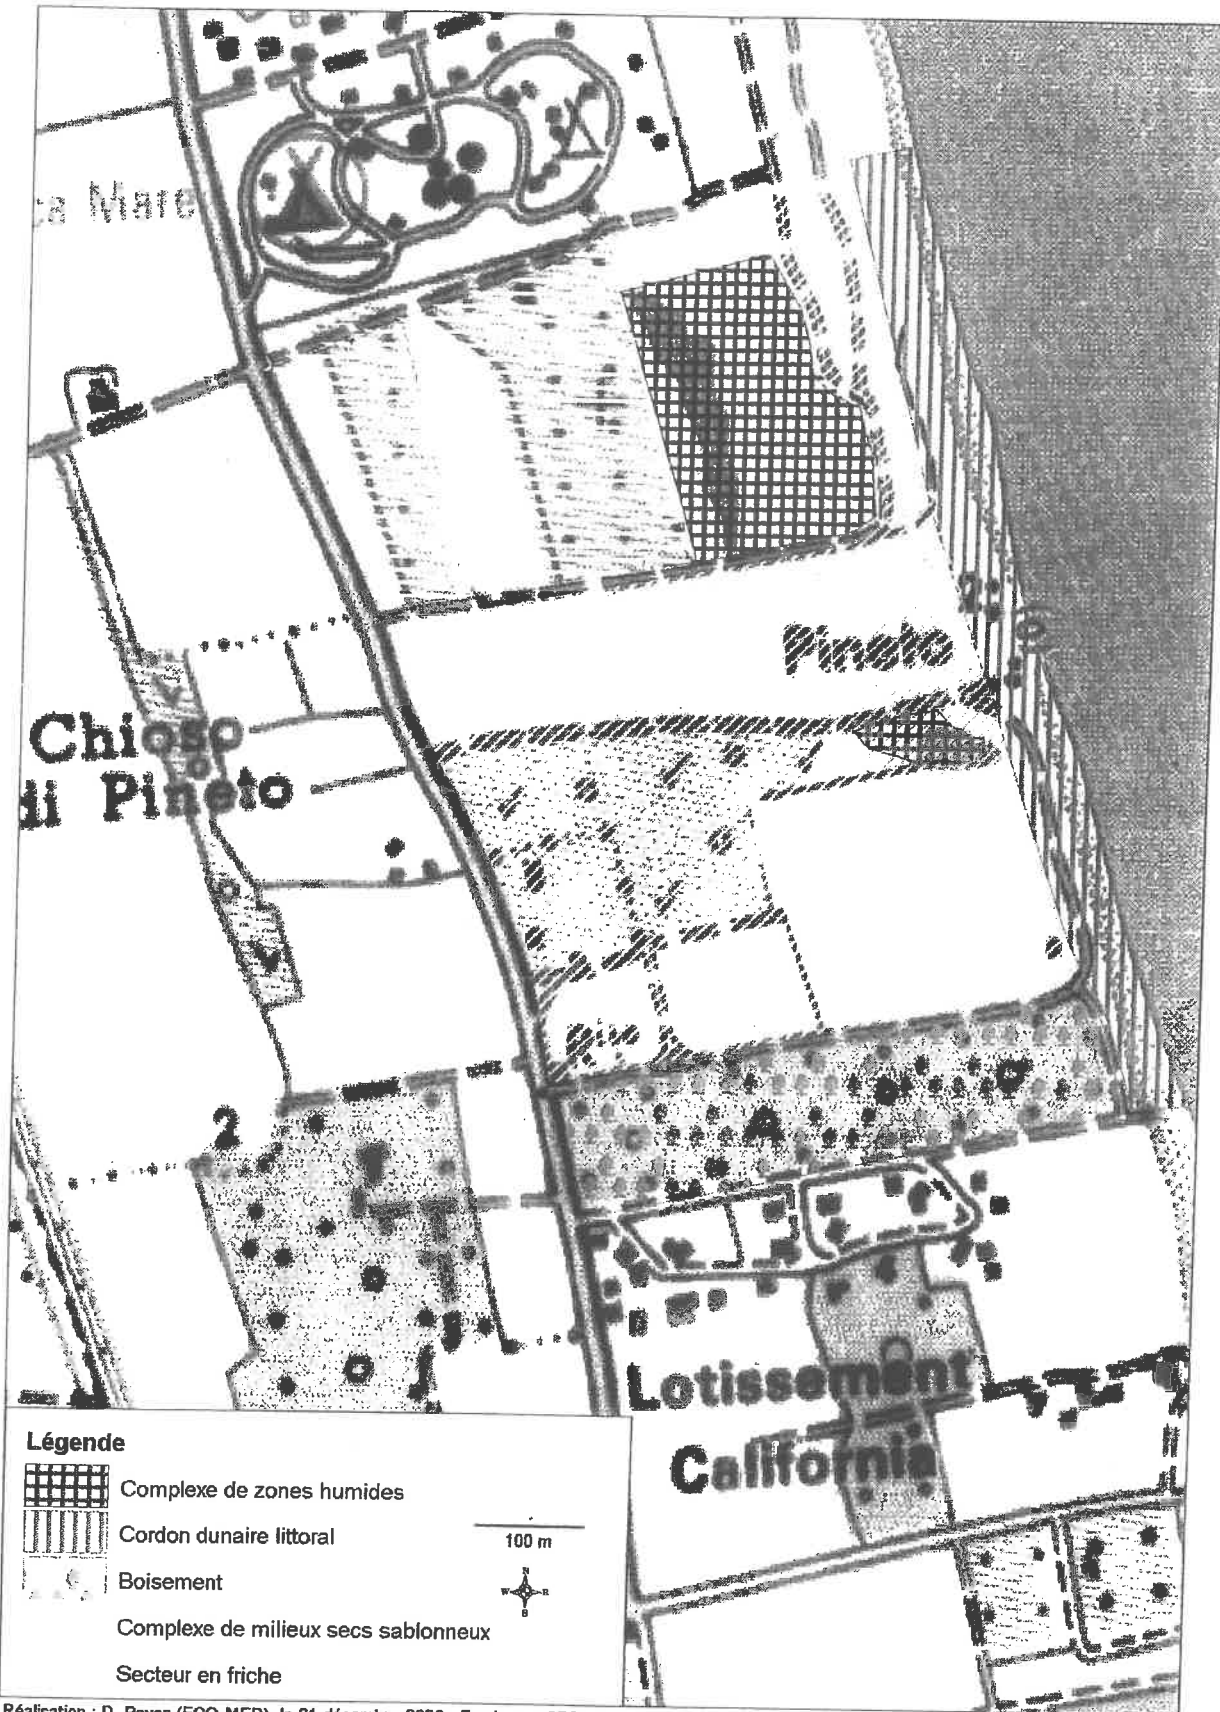 Mare
Pineto
Chioso
di Pineto
2
Lotissement
California
Légende
Complexe de zones humides
Cordon dunaire littoral
100 m
Boisement
N
Complexe de milieux secs sablonneux
Secteur en friche